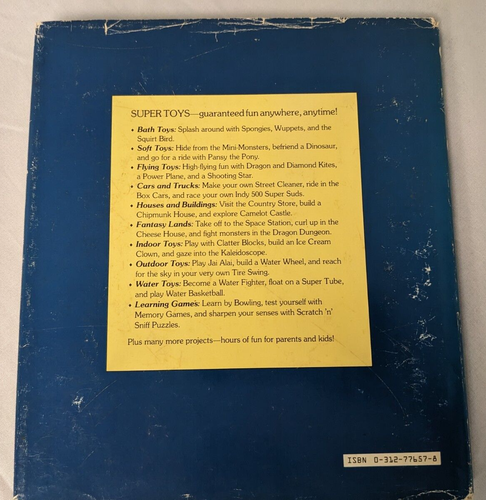 SUPER TOYS—guaranteed fun anywhere, anytime!
• Bath Toys: Splash around with Spongies, Wuppets, and the
Squirt Bird.
• Soft Toys: Hide from the Mini-Monsters, befriend a Dinosaur,
and go for a ride with Pansy the Pony.
• Flying Toys: High-flying fun with Dragon and Diamond Kites,
a Power Plane, and a Shooting Star.
• Cars and Trucks: Make your own Street Cleaner, ride in the
Box Cars, and race your own Indy 500 Super Suds.
• Houses and Buildings: Visit the Country Store, build a
Chipmunk House, and explore Camelot Castle.
• Fantasy Lands: Take off to the Space Station, curl up in the
Cheese House, and fight monsters in the Dragon Dungeon.
• Indoor Toys: Play with Clatter Blocks, build an Ice Cream
Clown, and gaze into the Kaleidoscope.
• Outdoor Toys: Play Jai Alai, build a Water Wheel, and reach
for the sky in your very own Tire Swing.
• Water Toys: Become a Water Fighter, float on a Super Tube,
and play Water Basketball.
• Learning Games: Learn by Bowling, test yourself with
Memory Games, and sharpen your senses with Scratch 'n'
Sniff Puzzles.
Plus many more projects—hours of fun for parents and kids!
ISBN 0-312-77657-8